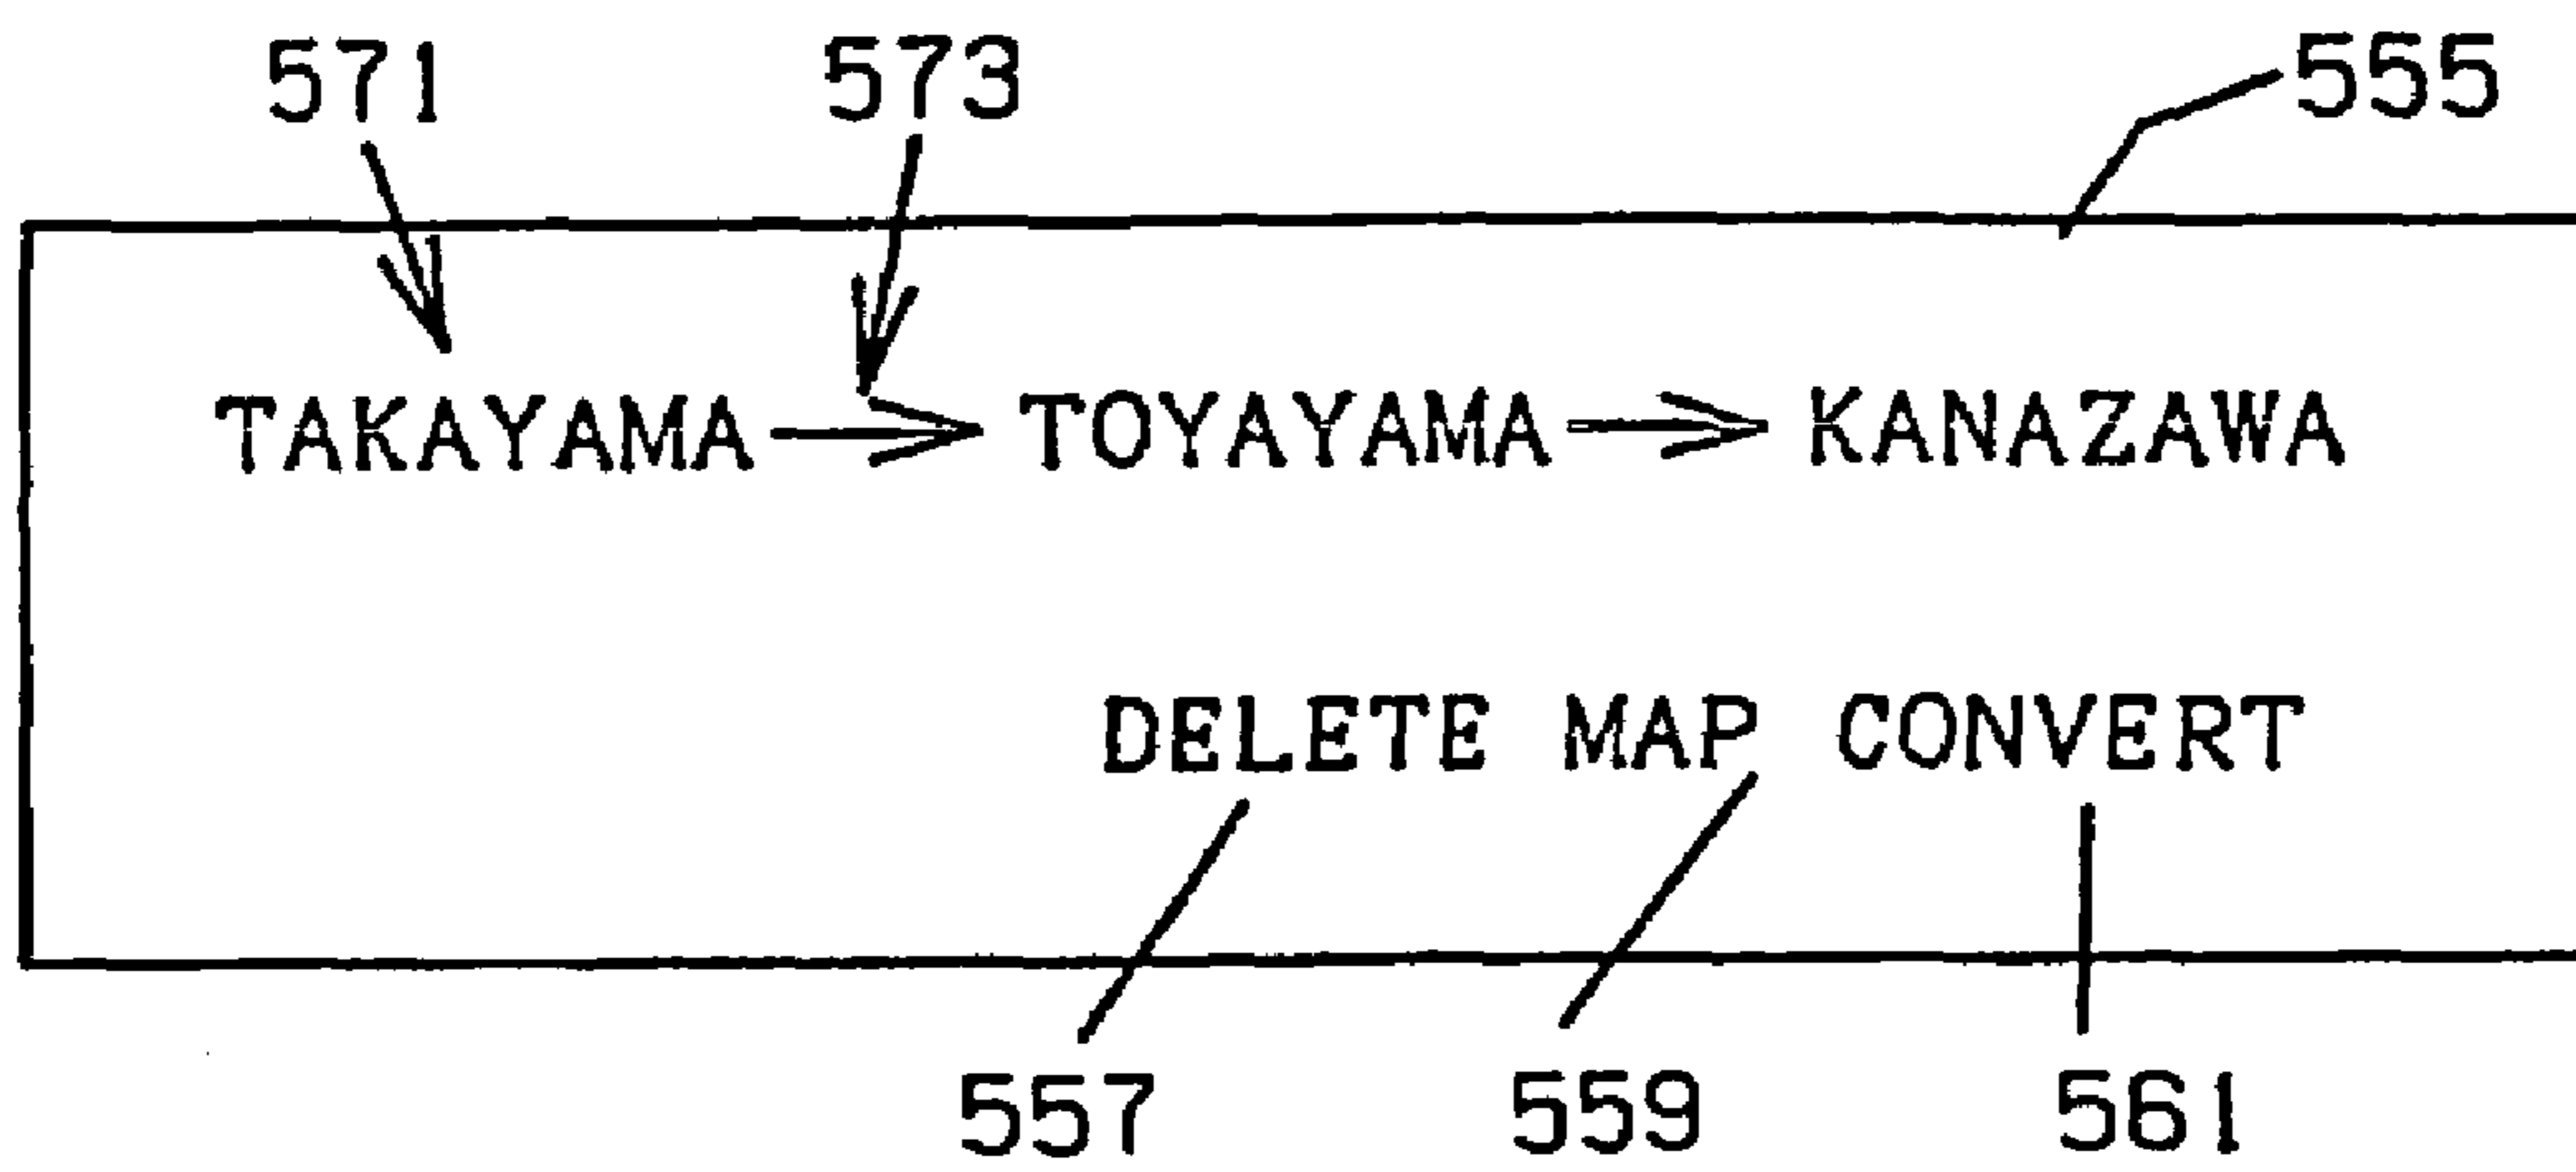 571 573 555
TAKAYAMA → TOYAYAMA → KANAZAWA
DELETE MAP CONVERT
557 559 561